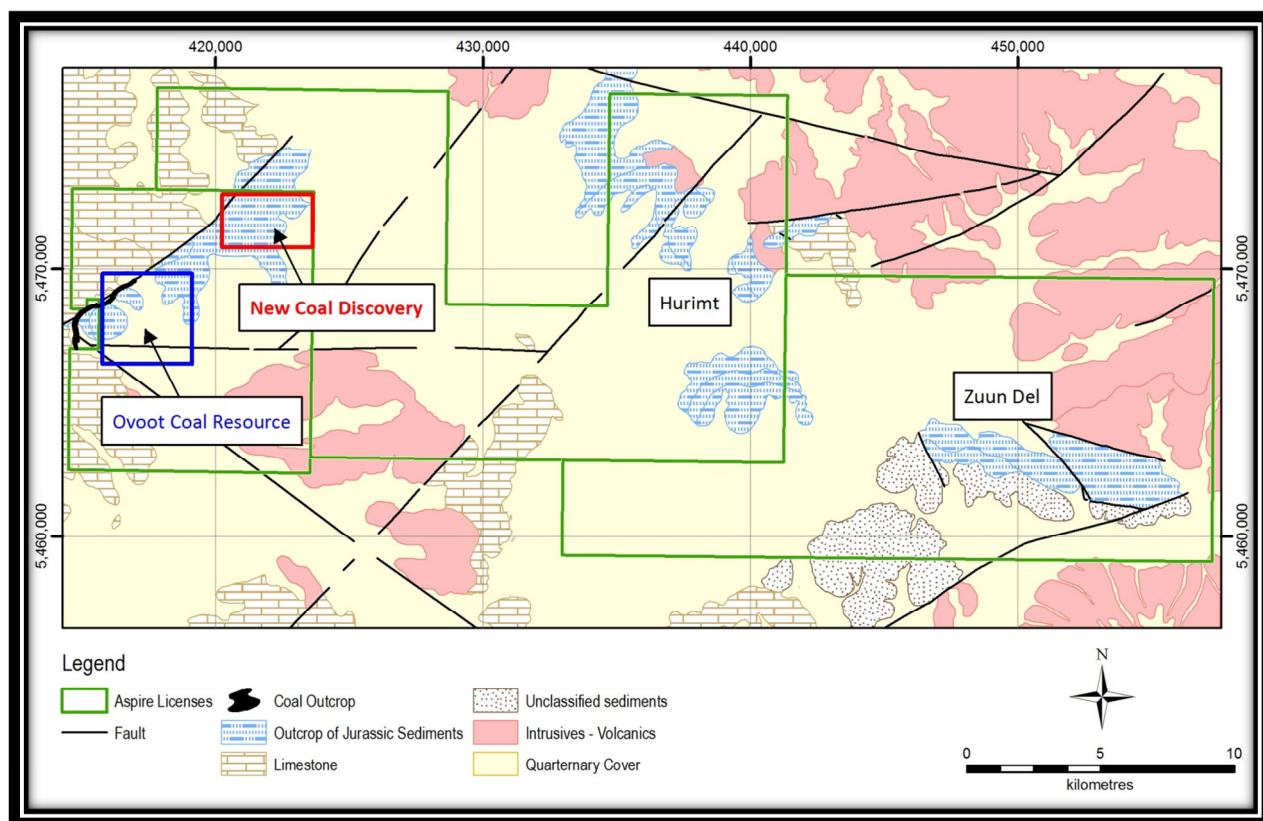 420,000
430,000
440,000
450,000
5,470,000
5,470,000
Hurimt
New Coal Discovery
Zuun Del
Ovoot Coal Resource
5,460,000
5,460,000
Legend
Aspire Licenses
Coal Outcrop
Unclassified sediments
Fault
Outcrop of Jurassic Sediments
Intrusives - Volcanics
Limestone
Quarternary Cover
N
0 5 10
kilometres